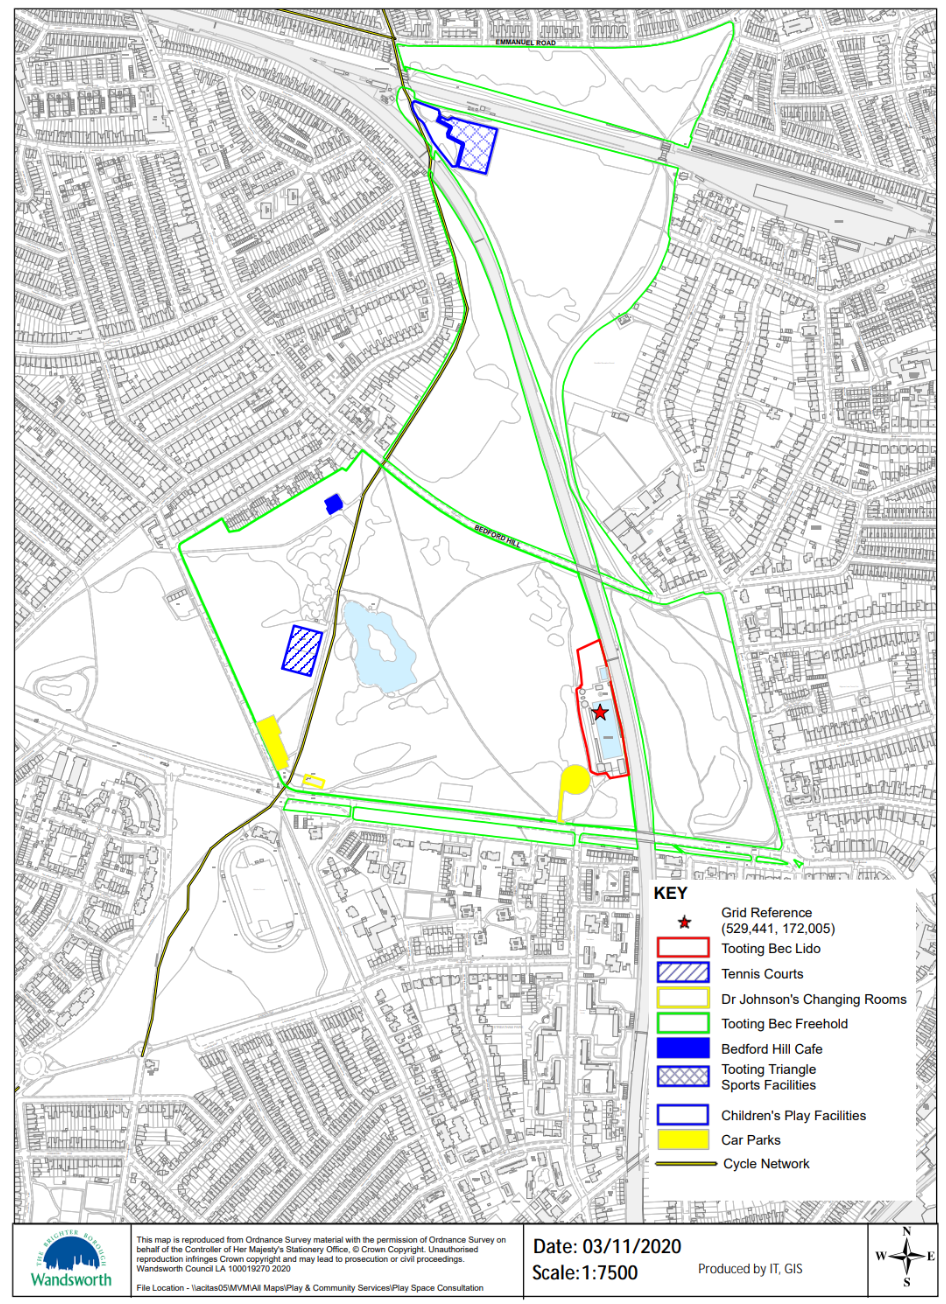 EMMANUEL ROAD
BEDFORD HILL
KEY
Grid Reference
(529,441, 172,005)
Tooting Bec Lido
Tennis Courts
Dr Johnson's Changing Rooms
Tooting Bec Freehold
Bedford Hill Cafe
Tooting Triangle
Sports Facilities
Children's Play Facilities
Car Parks
Cycle Network
THE BRIGHTER BOROUGH
Wandsworth
This map is reproduced from Ordnance Survey material with the permission of Ordnance Survey on
behalf of the Controller of Her Majesty's Stationery Office, © Crown Copyright. Unauthorised
reproduction infringes Crown copyright and may lead to prosecution or civil proceedings.
Wandsworth Council LA 100019270 2020
File Location - \\acitas05\MVM\All Maps\Play & Community Services\Play Space Consultation
Date: 03/11/2020
Scale:1:7500
Produced by IT, GIS
N
W E
S